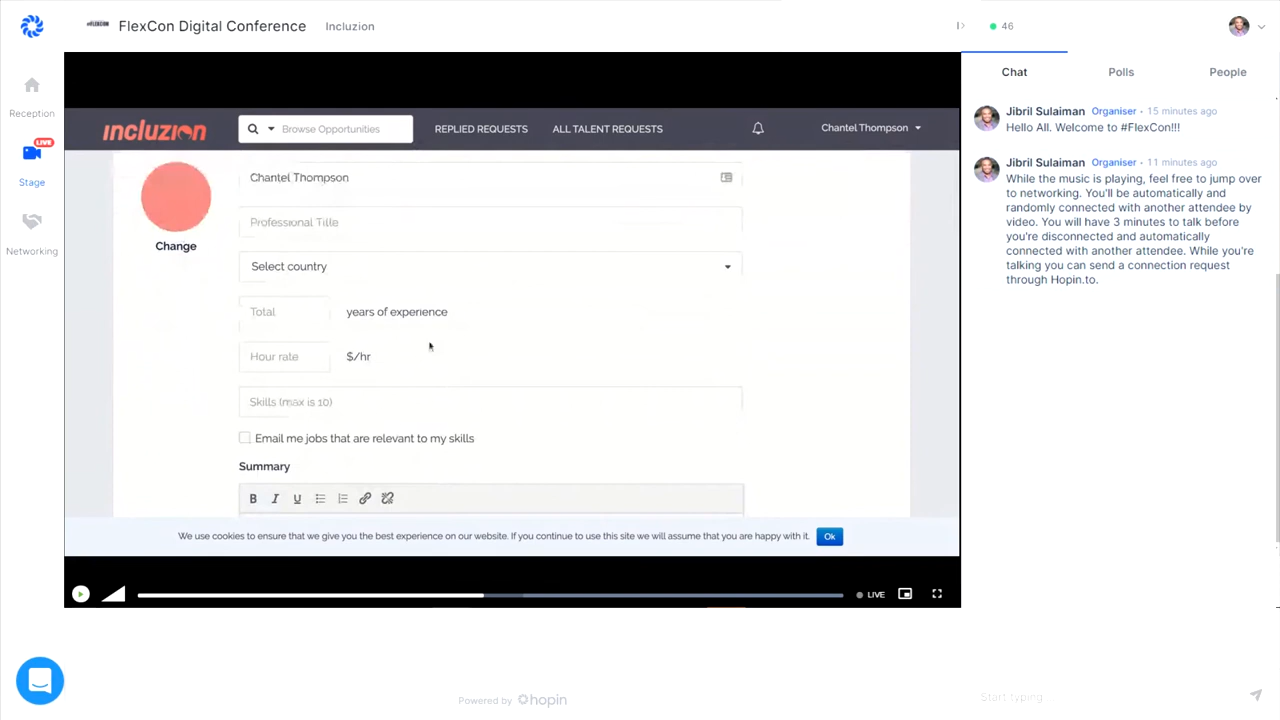 #FLEXCON
FlexCon Digital Conference
Incluzion
46
Reception
LIVE
Stage
Networking
incluzion
Browse Opportunities
REPLIED REQUESTS
ALL TALENT REQUESTS
Chantel Thompson
Chantel Thompson
Change
Professional Title
Select country
Total
years of experience
Hour rate
$/hr
Skills (max is 10)
Email me jobs that are relevant to my skills
Summary
B I U
We use cookies to ensure that we give you the best experience on our website. If you continue to use this site we will assume that you are happy with it.
Ok
LIVE
Powered by hopin
Chat
Polls
People
Jibril Sulaiman Organiser • 15 minutes ago
Hello All. Welcome to #FlexCon!!!
Jibril Sulaiman Organiser • 11 minutes ago
While the music is playing, feel free to jump over
to networking. You'll be automatically and
randomly connected with another attendee by
video. You will have 3 minutes to talk before
you're disconnected and automatically
connected with another attendee. While you're
talking you can send a connection request
through Hopin.to.
Start typing